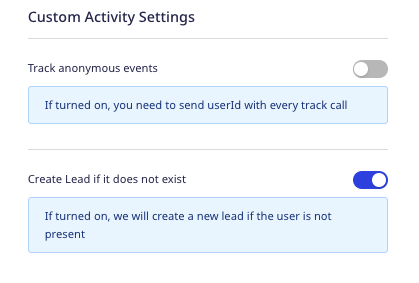 Custom Activity Settings
Track anonymous events
If turned on, you need to send userId with every track call
Create Lead if it does not exist
If turned on, we will create a new lead if the user is not
present